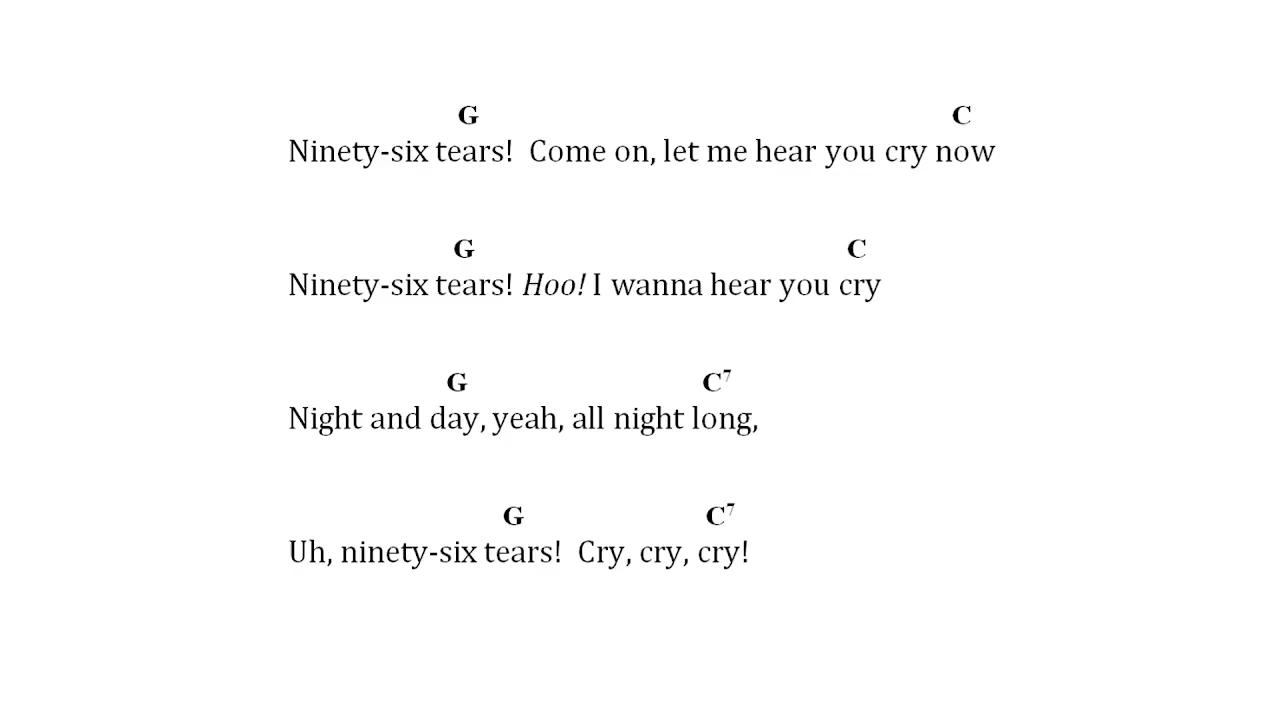 G C
Ninety-six tears!  Come on, let me hear you cry now
G C
Ninety-six tears! Hoo! I wanna hear you cry
G C⁷
Night and day, yeah, all night long,
G C⁷
Uh, ninety-six tears!  Cry, cry, cry!